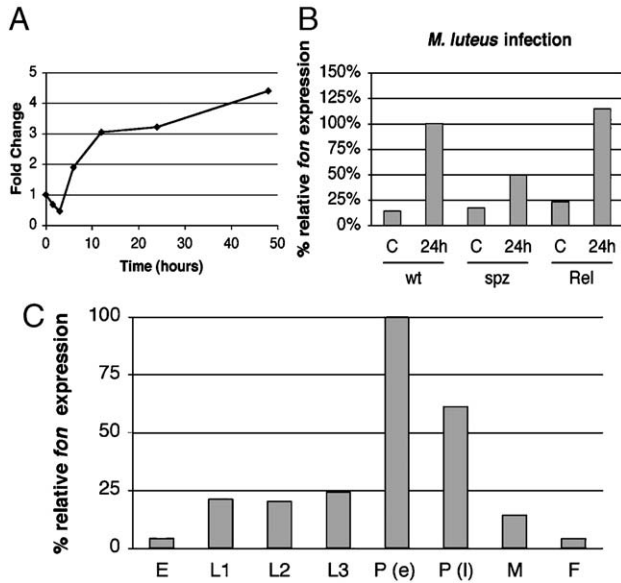 A
5
4
3
2
1
0
Fold Change
0 10 20 30 40 50
Time (hours)
B
M. luteus infection
150%
125%
100%
75%
50%
25%
0%
% relative fon expression
C 24h C 24h C 24h
wt spz Rel
C
100
75
50
25
0
% relative fon expression
E L1 L2 L3 P (e) P (l) M F